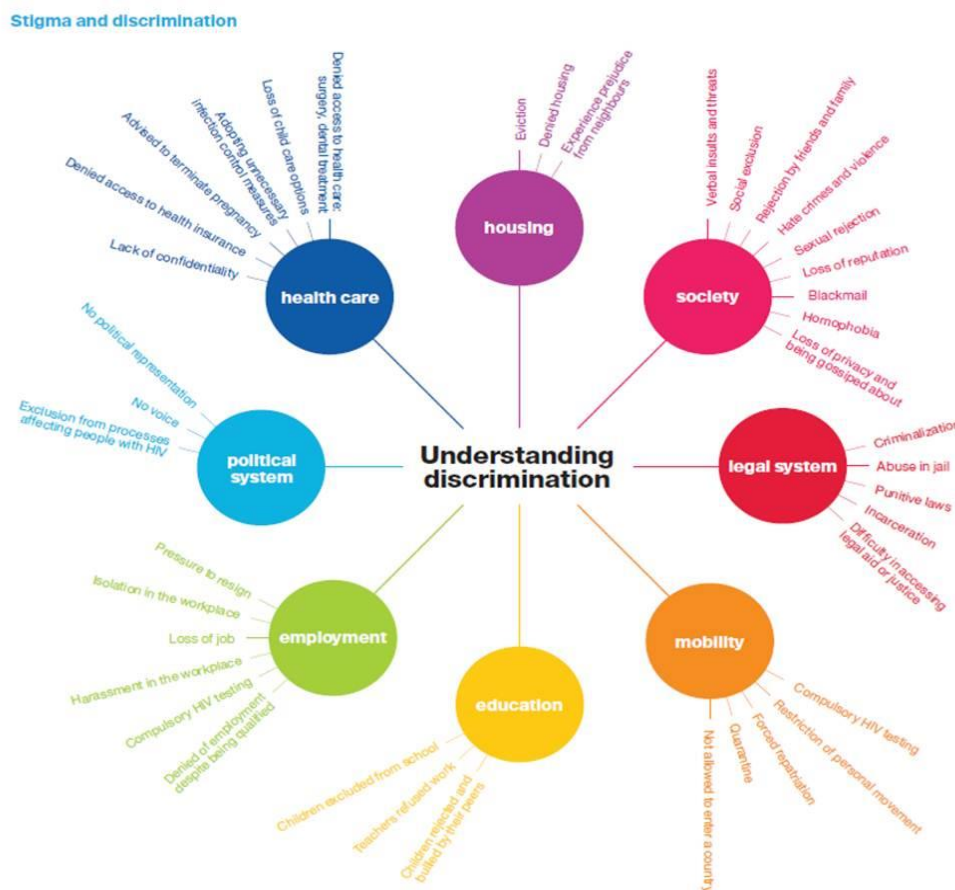 Stigma and discrimination
Denied access to health care:
surgery, dental treatment
Loss of child care options
Adopting unnecessary
infection control measures
Advised to terminate pregnancy
Denied access to health insurance
Lack of confidentiality
health care
Eviction
Denied housing
Experience prejudice
from neighbours
housing
Verbal insults and threats
Social exclusion
Rejection by friends and family
Hate crimes and violence
Sexual rejection
Loss of reputation
Blackmail
Homophobia
Loss of privacy and
being gossiped about
society
No political representation
No voice
Exclusion from processes
affecting people with HIV
political
system
Understanding
discrimination
legal system
Criminalization
Abuse in jail
Punitive laws
Incarceration
Difficulty in accessing
legal aid or justice
Pressure to resign
Isolation in the workplace
Loss of job
Harassment in the workplace
Compulsory HIV testing
Denied of employment
despite being qualified
employment
education
Children excluded from school
Teachers refused work
Children rejected and
bullied by their peers
mobility
Compulsory HIV testing
Restriction of personal movement
Forced repatriation
Quarantine
Not allowed to enter a country